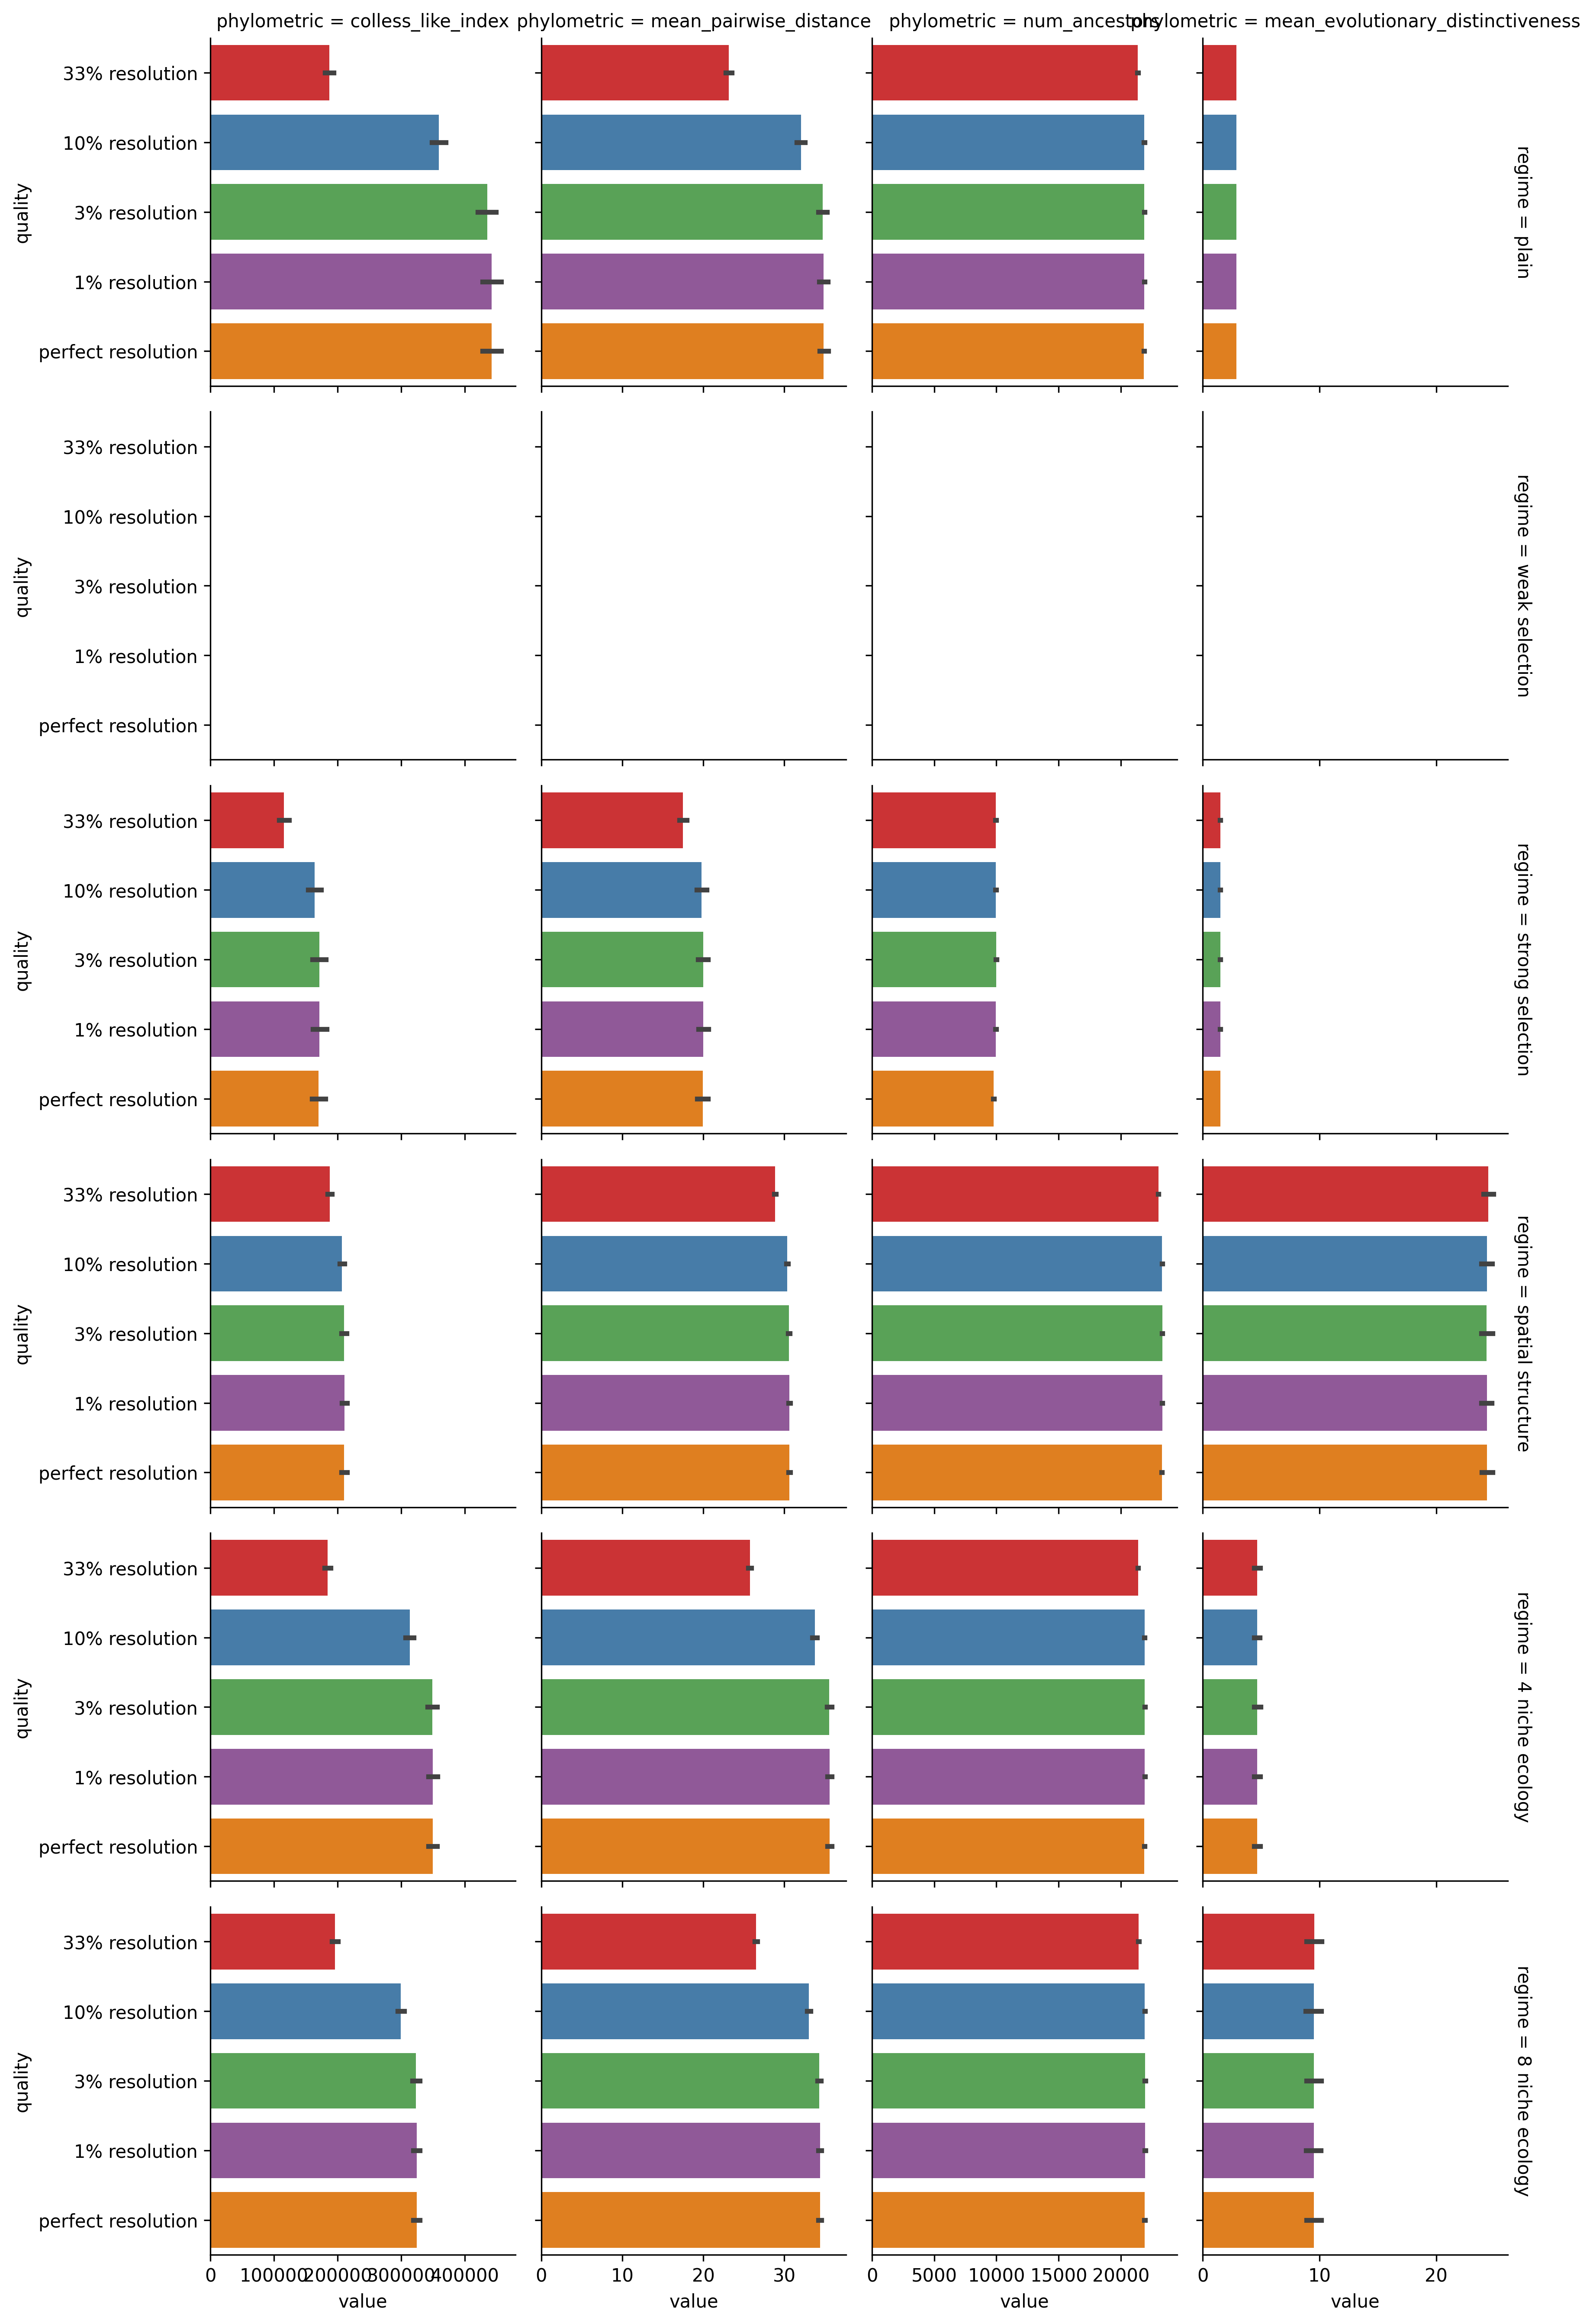 phylometric = colless_like_index
phylometric = mean_pairwise_distance
phylometric = num_ancestors
phylometric = mean_evolutionary_distinctiveness
quality
33% resolution
10% resolution
3% resolution
1% resolution
perfect resolution
regime = plain
quality
33% resolution
10% resolution
3% resolution
1% resolution
perfect resolution
regime = weak selection
quality
33% resolution
10% resolution
3% resolution
1% resolution
perfect resolution
regime = strong selection
quality
33% resolution
10% resolution
3% resolution
1% resolution
perfect resolution
regime = spatial structure
quality
33% resolution
10% resolution
3% resolution
1% resolution
perfect resolution
regime = 4 niche ecology
quality
33% resolution
10% resolution
3% resolution
1% resolution
perfect resolution
regime = 8 niche ecology
0 100000 200000 300000 400000
0 10 20 30
0 5000 10000 15000 20000
0 10 20
value
value
value
value